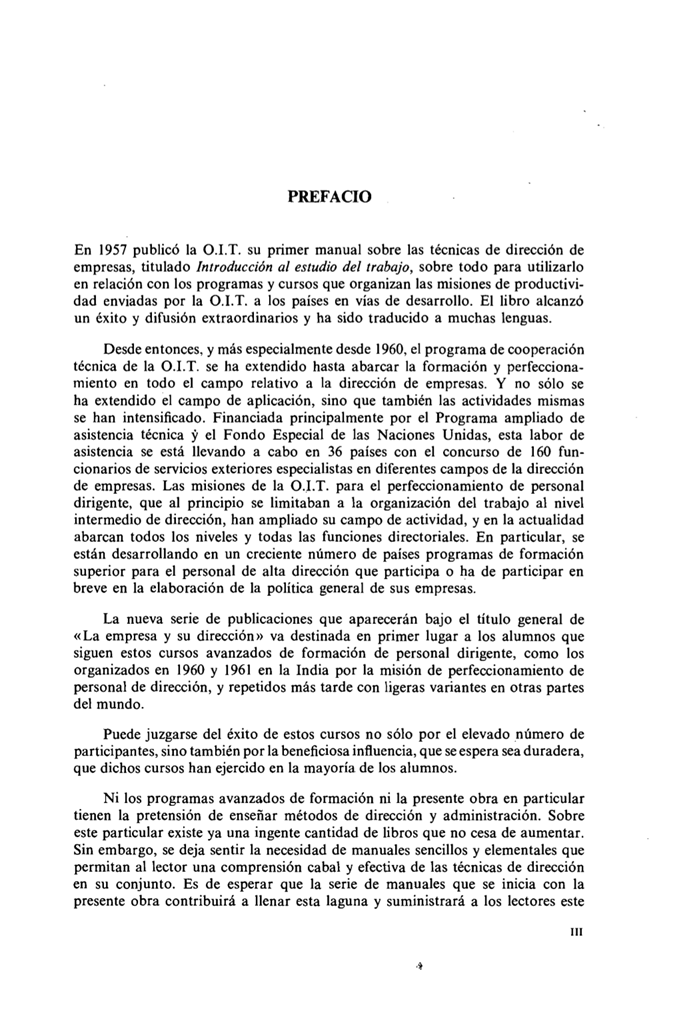 PREFACIO
En 1957 publicó la O.I.T. su primer manual sobre las técnicas de dirección de
empresas, titulado Introducción al estudio del trabajo, sobre todo para utilizarlo
en relación con los programas y cursos que organizan las misiones de productivi-
dad enviadas por la O.I.T. a los países en vías de desarrollo. El libro alcanzó
un éxito y difusión extraordinarios y ha sido traducido a muchas lenguas.
Desde entonces, y más especialmente desde 1960, el programa de cooperación
técnica de la O.I.T. se ha extendido hasta abarcar la formación y perfecciona-
miento en todo el campo relativo a la dirección de empresas. Y no sólo se
ha extendido el campo de aplicación, sino que también las actividades mismas
se han intensificado. Financiada principalmente por el Programa ampliado de
asistencia técnica y el Fondo Especial de las Naciones Unidas, esta labor de
asistencia se está llevando a cabo en 36 países con el concurso de 160 fun-
cionarios de servicios exteriores especialistas en diferentes campos de la dirección
de empresas. Las misiones de la O.I.T. para el perfeccionamiento de personal
dirigente, que al principio se limitaban a la organización del trabajo al nivel
intermedio de dirección, han ampliado su campo de actividad, y en la actualidad
abarcan todos los niveles y todas las funciones directoriales. En particular, se
están desarrollando en un creciente número de países programas de formación
superior para el personal de alta dirección que participa o ha de participar en
breve en la elaboración de la política general de sus empresas.
La nueva serie de publicaciones que aparecerán bajo el título general de
«La empresa y su dirección» va destinada en primer lugar a los alumnos que
siguen estos cursos avanzados de formación de personal dirigente, como los
organizados en 1960 y 1961 en la India por la misión de perfeccionamiento de
personal de dirección, y repetidos más tarde con ligeras variantes en otras partes
del mundo.
Puede juzgarse del éxito de estos cursos no sólo por el elevado número de
participantes, sino también por la beneficiosa influencia, que se espera sea duradera,
que dichos cursos han ejercido en la mayoría de los alumnos.
Ni los programas avanzados de formación ni la presente obra en particular
tienen la pretensión de enseñar métodos de dirección y administración. Sobre
este particular existe ya una ingente cantidad de libros que no cesa de aumentar.
Sin embargo, se deja sentir la necesidad de manuales sencillos y elementales que
permitan al lector una comprensión cabal y efectiva de las técnicas de dirección
en su conjunto. Es de esperar que la serie de manuales que se inicia con la
presente obra contribuirá a llenar esta laguna y suministrará a los lectores este
III